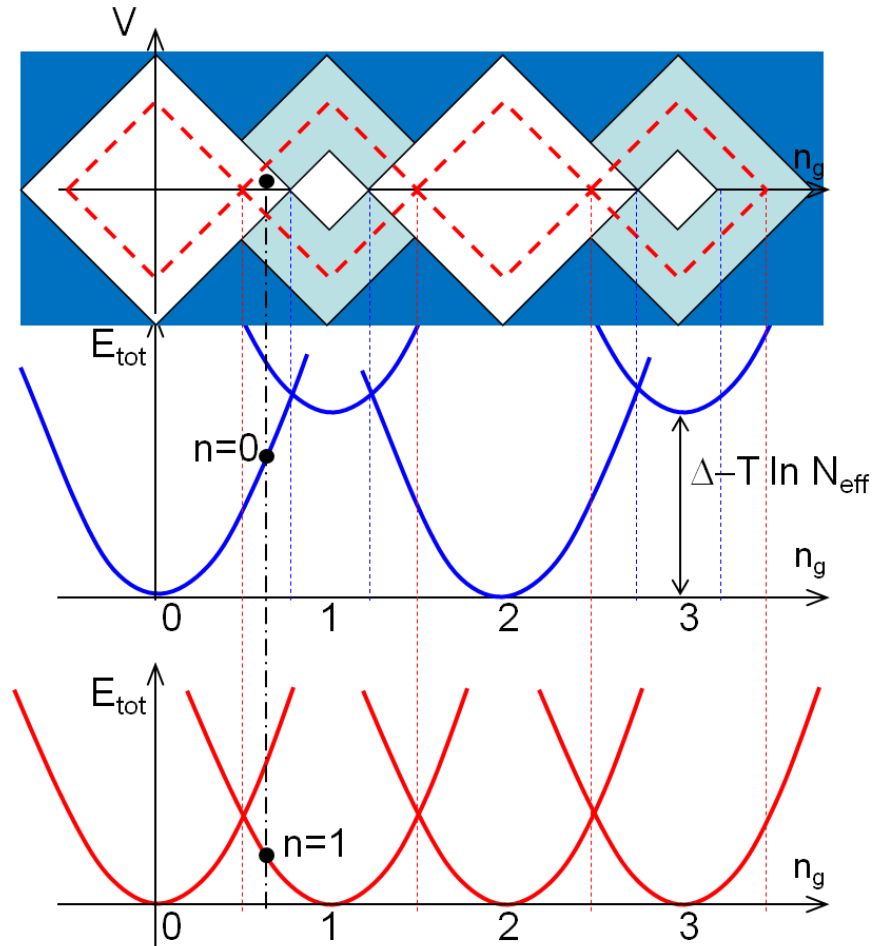 V
n_g
E_tot
n=0
Δ–T ln N_eff
n_g
0 1 2 3
E_tot
n=1
n_g
0 1 2 3